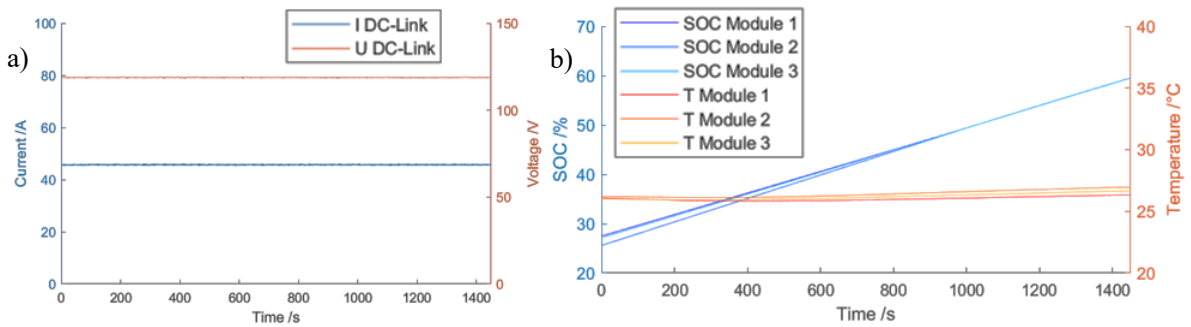 a)
I DC-Link
U DC-Link
Current /A
100
80
60
40
20
0
Voltage /V
150
100
50
0
0 200 400 600 800 1000 1200 1400
Time /s
b)
SOC Module 1
SOC Module 2
SOC Module 3
T Module 1
T Module 2
T Module 3
SOC /%
70
60
50
40
30
20
Temperature /°C
40
35
30
25
20
0 200 400 600 800 1000 1200 1400
Time /s